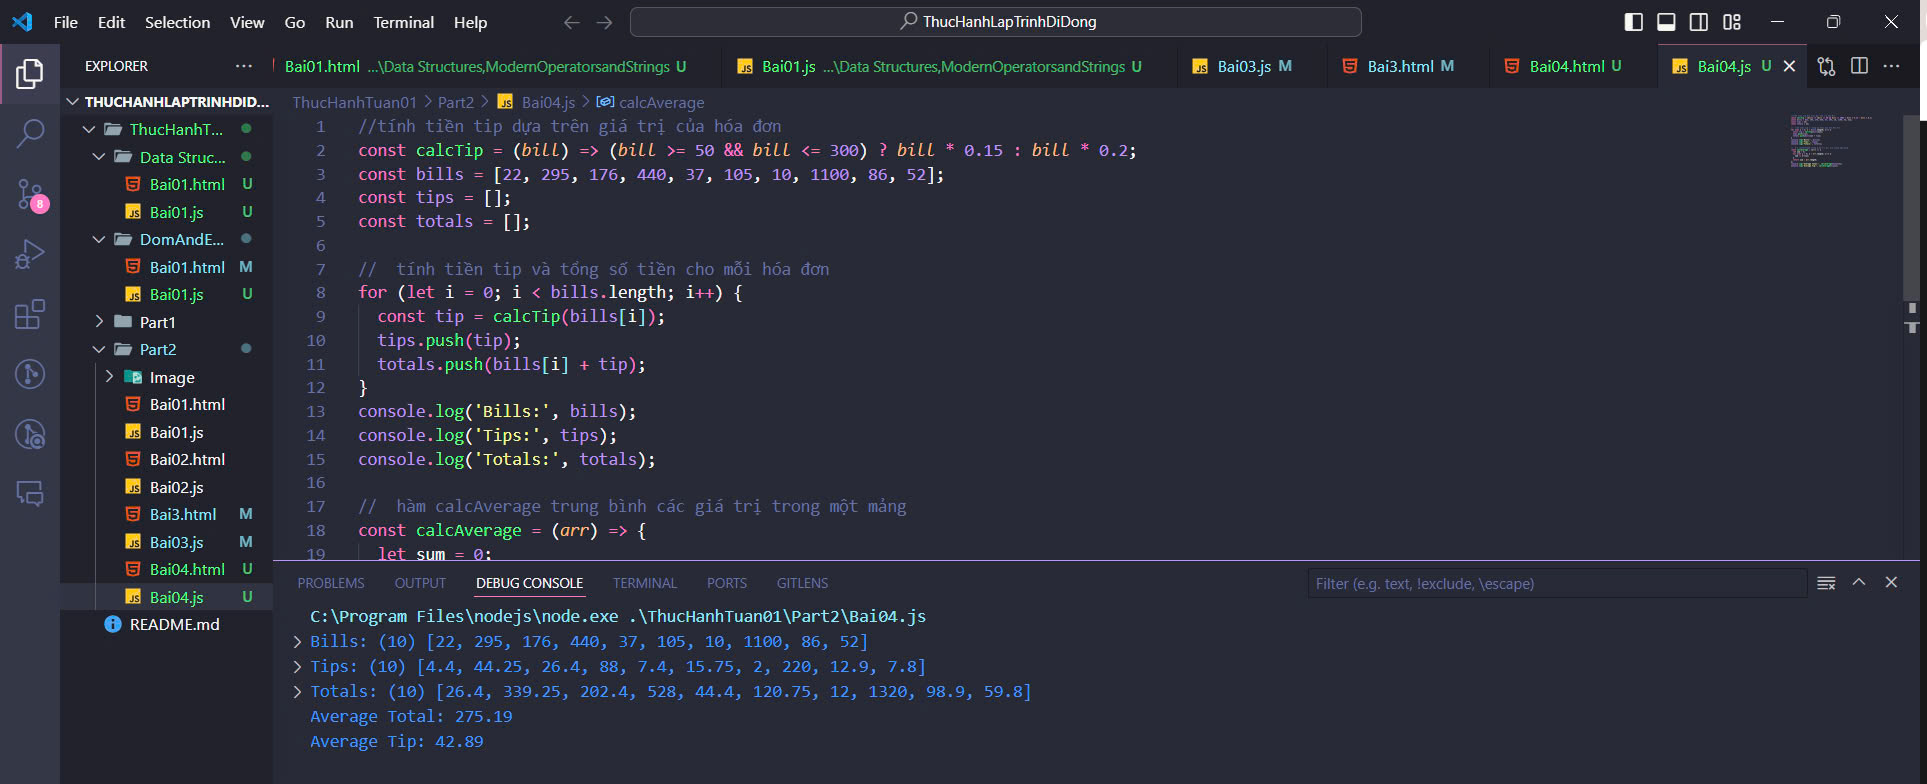 File Edit Selection View Go Run Terminal Help
ThucHanhLapTrinhDiDong
EXPLORER
Bai01.html ...\Data Structures,ModernOperatorsandStrings U
Bai01.js ...\Data Structures,ModernOperatorsandStrings U
Bai03.js M
Bai3.html M
Bai04.html U
Bai04.js U
THUCHANHLAPTRINHDID...
ThucHanhT...
Data Struc...
Bai01.html U
Bai01.js U
DomAndE...
Bai01.html M
Bai01.js U
Part1
Part2
Image
Bai01.html
Bai01.js
Bai02.html
Bai02.js
Bai3.html M
Bai03.js M
Bai04.html U
Bai04.js U
README.md
8
ThucHanhTuan01 > Part2 > JS Bai04.js > calcAverage
1 //tính tiền tip dựa trên giá trị của hóa đơn
2 const calcTip = (bill) => (bill >= 50 && bill <= 300) ? bill * 0.15 : bill * 0.2;
3 const bills = [22, 295, 176, 440, 37, 105, 10, 1100, 86, 52];
4 const tips = [];
5 const totals = [];
6
7 //  tính tiền tip và tổng số tiền cho mỗi hóa đơn
8 for (let i = 0; i < bills.length; i++) {
9   const tip = calcTip(bills[i]);
10   tips.push(tip);
11   totals.push(bills[i] + tip);
12 }
13 console.log('Bills:', bills);
14 console.log('Tips:', tips);
15 console.log('Totals:', totals);
16
17 //  hàm calcAverage trung bình các giá trị trong một mảng
18 const calcAverage = (arr) => {
19   let sum = 0;
PROBLEMS OUTPUT DEBUG CONSOLE TERMINAL PORTS GITLENS
Filter (e.g. text, !exclude, \escape)
C:\Program Files\nodejs\node.exe .\ThucHanhTuan01\Part2\Bai04.js
> Bills: (10) [22, 295, 176, 440, 37, 105, 10, 1100, 86, 52]
> Tips: (10) [4.4, 44.25, 26.4, 88, 7.4, 15.75, 2, 220, 12.9, 7.8]
> Totals: (10) [26.4, 339.25, 202.4, 528, 44.4, 120.75, 12, 1320, 98.9, 59.8]
Average Total: 275.19
Average Tip: 42.89